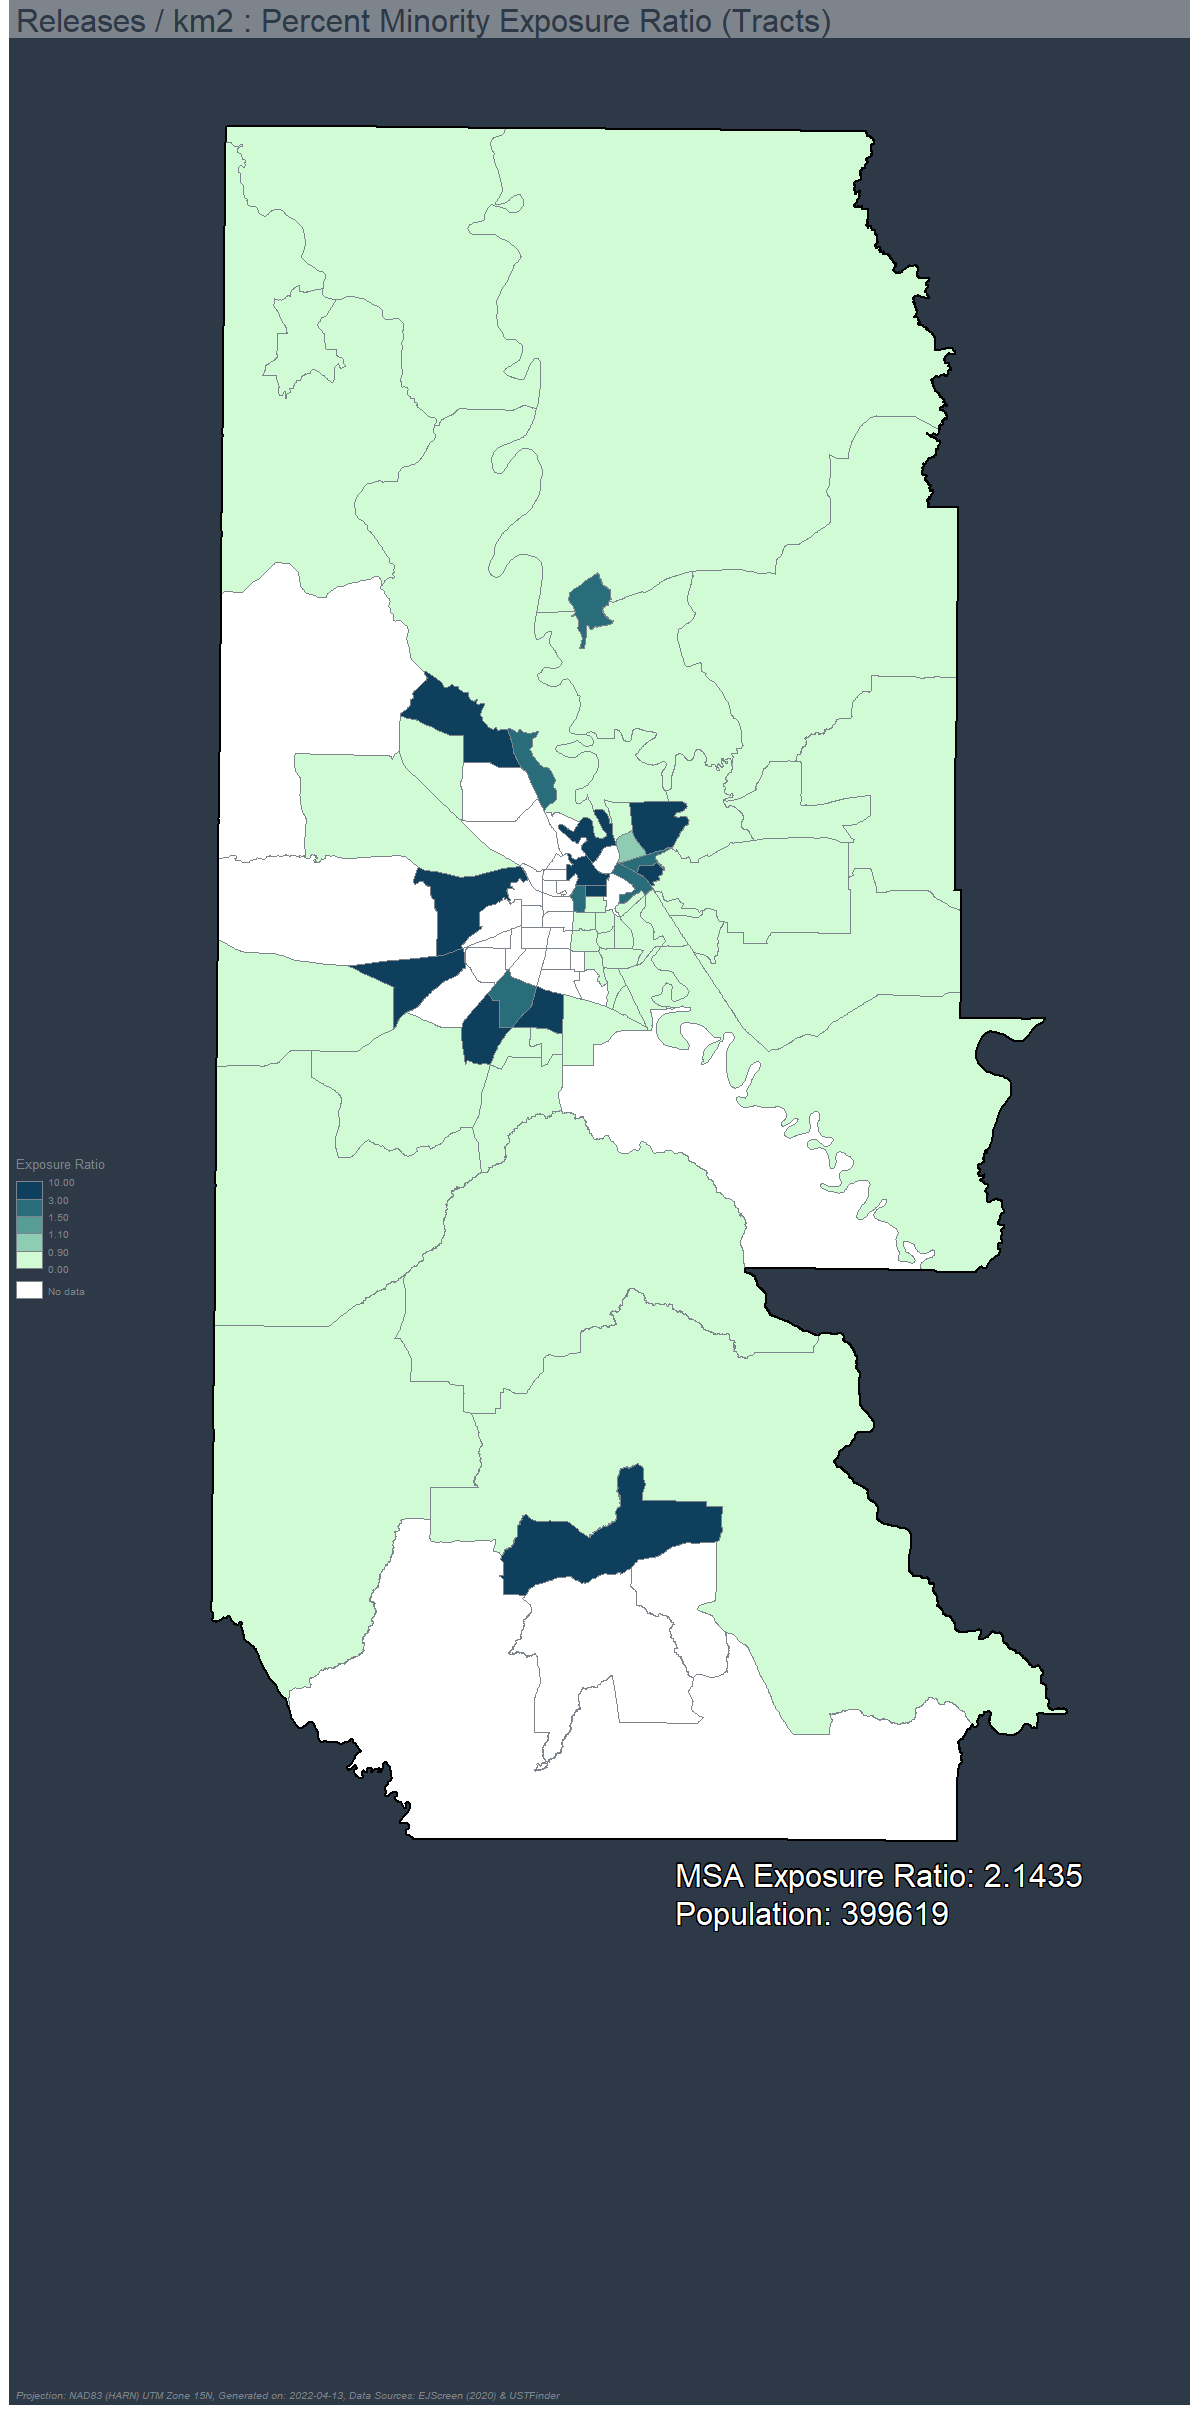 Releases / km2 : Percent Minority Exposure Ratio (Tracts)
Exposure Ratio
10.00
3.00
1.50
1.10
0.90
0.00
No data
MSA Exposure Ratio: 2.1435
Population: 399619
Projection: NAD83 (HARN) UTM Zone 15N, Generated on: 2022-04-13, Data Sources: EJScreen (2020) & USTFinder